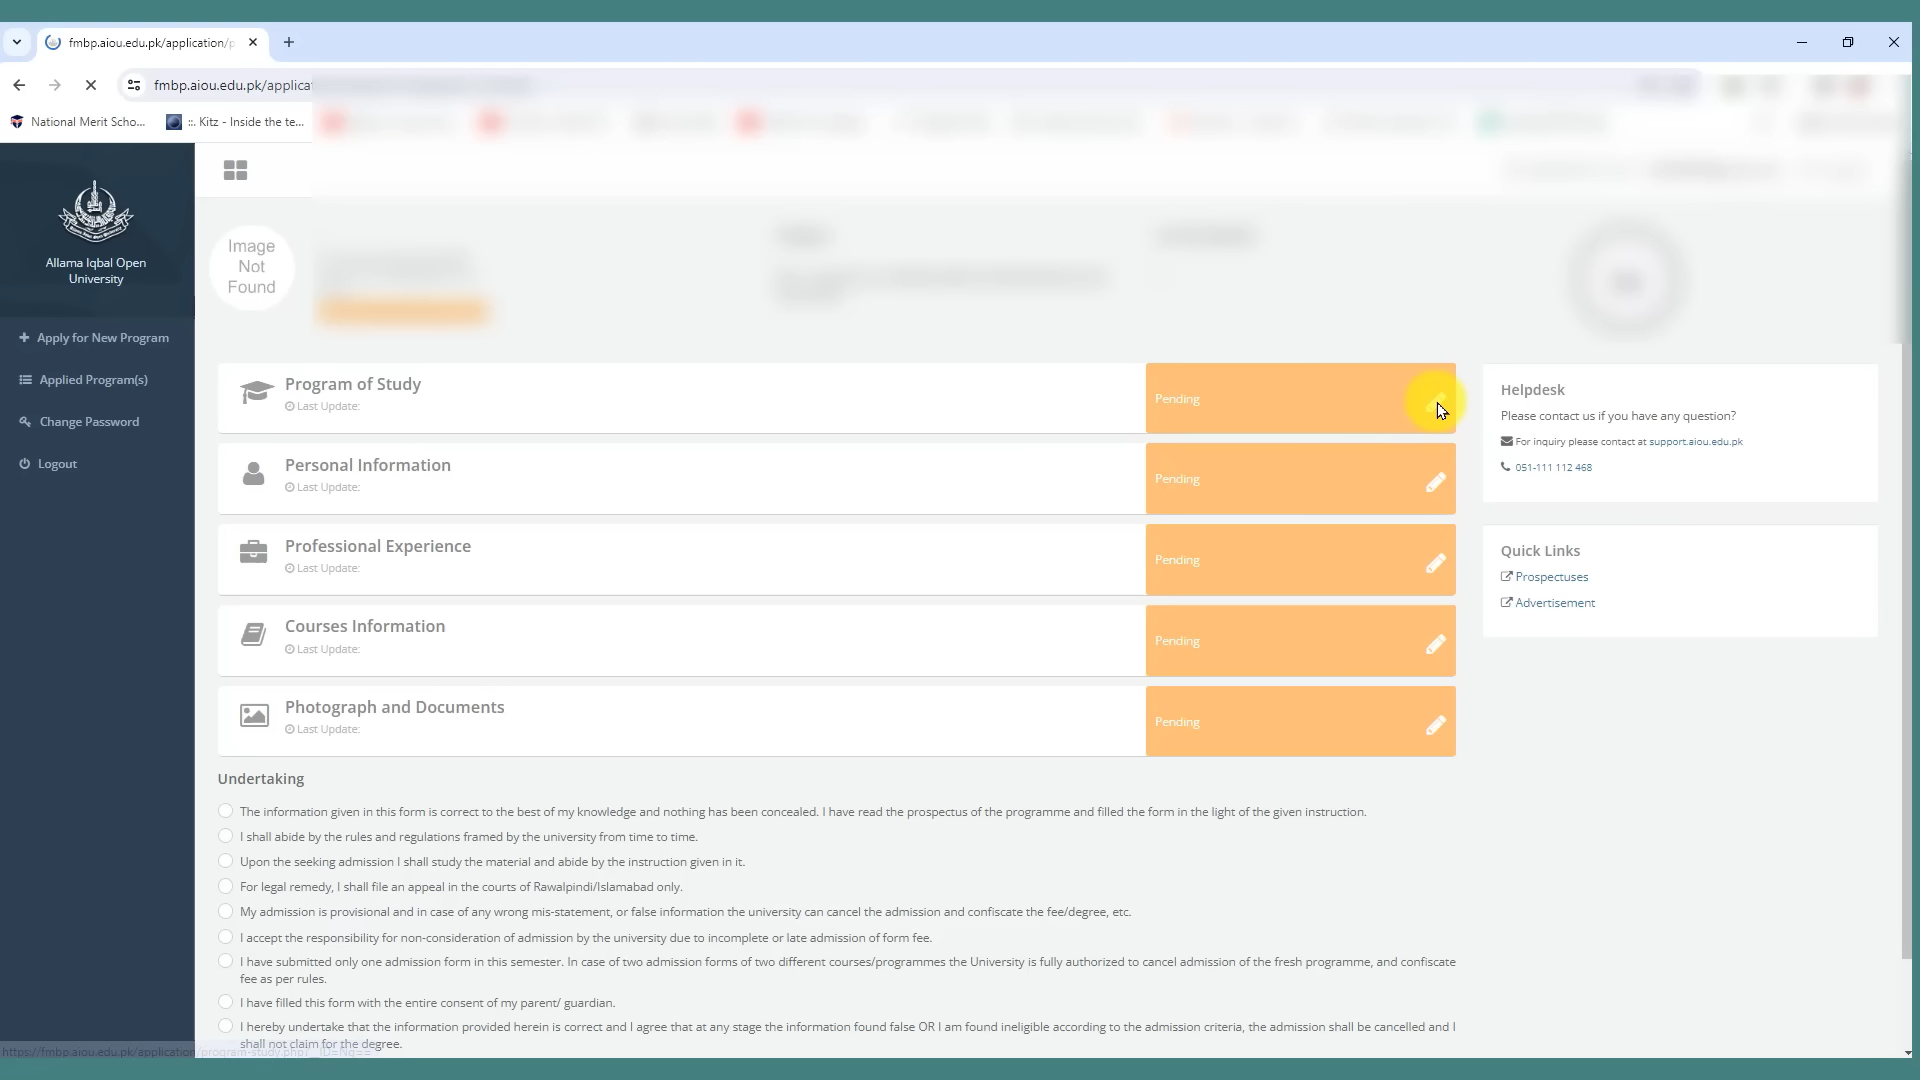 fmbp.aiou.edu.pk/application/p
fmbp.aiou.edu.pk/applicat
National Merit Scho...
::. Kitz - Inside the te...
Allama Iqbal Open
University
Apply for New Program
Applied Program(s)
Change Password
Logout
Image
Not
Found
Program of Study
Last Update:
Pending
Personal Information
Last Update:
Pending
Professional Experience
Last Update:
Pending
Courses Information
Last Update:
Pending
Photograph and Documents
Last Update:
Pending
Helpdesk
Please contact us if you have any question?
For inquiry please contact at support.aiou.edu.pk
051-111 112 468
Quick Links
Prospectuses
Advertisement
Undertaking
The information given in this form is correct to the best of my knowledge and nothing has been concealed. I have read the prospectus of the programme and filled the form in the light of the given instruction.
I shall abide by the rules and regulations framed by the university from time to time.
Upon the seeking admission I shall study the material and abide by the instruction given in it.
For legal remedy, I shall file an appeal in the courts of Rawalpindi/Islamabad only.
My admission is provisional and in case of any wrong mis-statement, or false information the university can cancel the admission and confiscate the fee/degree, etc.
I accept the responsibility for non-consideration of admission by the university due to incomplete or late admission of form fee.
I have submitted only one admission form in this semester. In case of two admission forms of two different courses/programmes the University is fully authorized to cancel admission of the fresh programme, and confiscate
fee as per rules.
I have filled this form with the entire consent of my parent/ guardian.
I hereby undertake that the information provided herein is correct and I agree that at any stage the information found false OR I am found ineligible according to the admission criteria, the admission shall be cancelled and I
shall not claim for the degree.
https://fmbp.aiou.edu.pk/application/program-study.php?_ID=Nq==